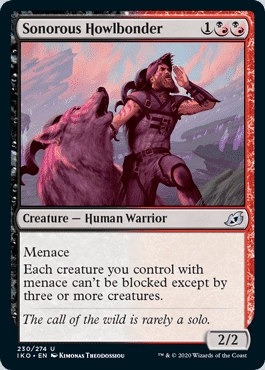 Sonorous Howlbonder 1
Creature — Human Warrior
Menace
Each creature you control with
menace can't be blocked except by
three or more creatures.
The call of the wild is rarely a solo.
2/2
230/274 U
IKO • EN KIMONAS THEODOSSIOU
™ & © 2020 Wizards of the Coast